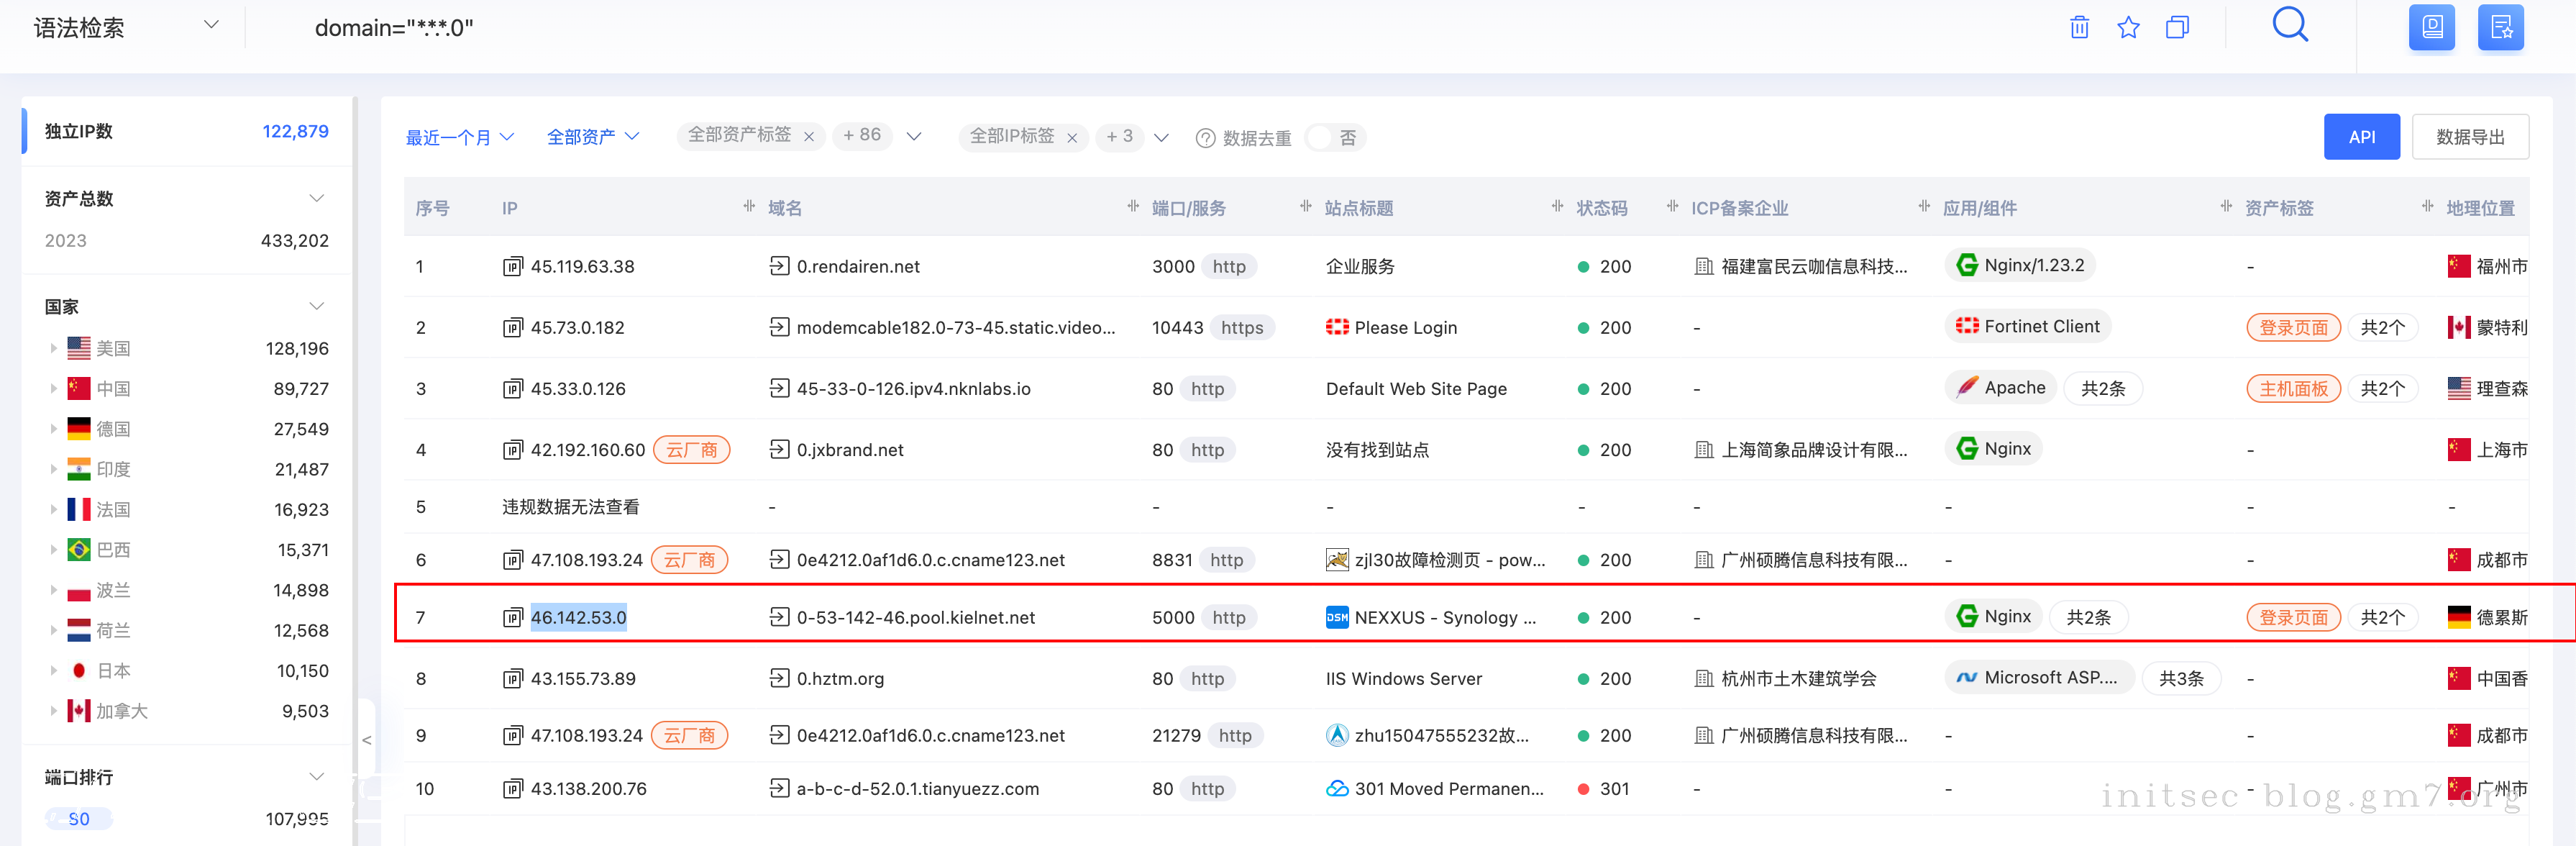 语法检索 domain="*.*.*.0"
独立IP数 122,879
最近一个月 全部资产 全部资产标签 × + 86 全部IP标签 × + 3 数据去重 否 API 数据导出
资产总数
2023 433,202
国家
美国 128,196
中国 89,727
德国 27,549
印度 21,487
法国 16,923
巴西 15,371
波兰 14,898
荷兰 12,568
日本 10,150
加拿大 9,503
端口排行
107,995
序号 IP 域名 端口/服务 站点标题 状态码 ICP备案企业 应用/组件 资产标签 地理位置
1 45.119.63.38 0.rendairen.net 3000 http 企业服务 200 福建富民云咖信息科技... Nginx/1.23.2 - 福州市
2 45.73.0.182 modemcable182.0-73-45.static.video... 10443 https Please Login 200 - Fortinet Client 登录页面 共2个 蒙特利
3 45.33.0.126 45-33-0-126.ipv4.nknlabs.io 80 http Default Web Site Page 200 - Apache 共2条 主机面板 共2个 理查森
4 42.192.160.60 云厂商 0.jxbrand.net 80 http 没有找到站点 200 上海简象品牌设计有限... Nginx - 上海市
5 违规数据无法查看 - - - - - - - -
6 47.108.193.24 云厂商 0e4212.0af1d6.0.c.cname123.net 8831 http zjl30故障检测页 - pow... 200 广州硕腾信息科技有限... - - 成都市
7 46.142.53.0 0-53-142-46.pool.kielnet.net 5000 http DSM NEXXUS - Synology ... 200 - Nginx 共2条 登录页面 共2个 德累斯
8 43.155.73.89 0.hztm.org 80 http IIS Windows Server 200 杭州市土木建筑学会 Microsoft ASP.... 共3条 - 中国香
9 47.108.193.24 云厂商 0e4212.0af1d6.0.c.cname123.net 21279 http zhu15047555232故... 200 广州硕腾信息科技有限... - - 成都市
10 43.138.200.76 a-b-c-d-52.0.1.tianyuezz.com 80 http 301 Moved Permanen... 301 - - - 广州市
initsec-blog.gm7.org